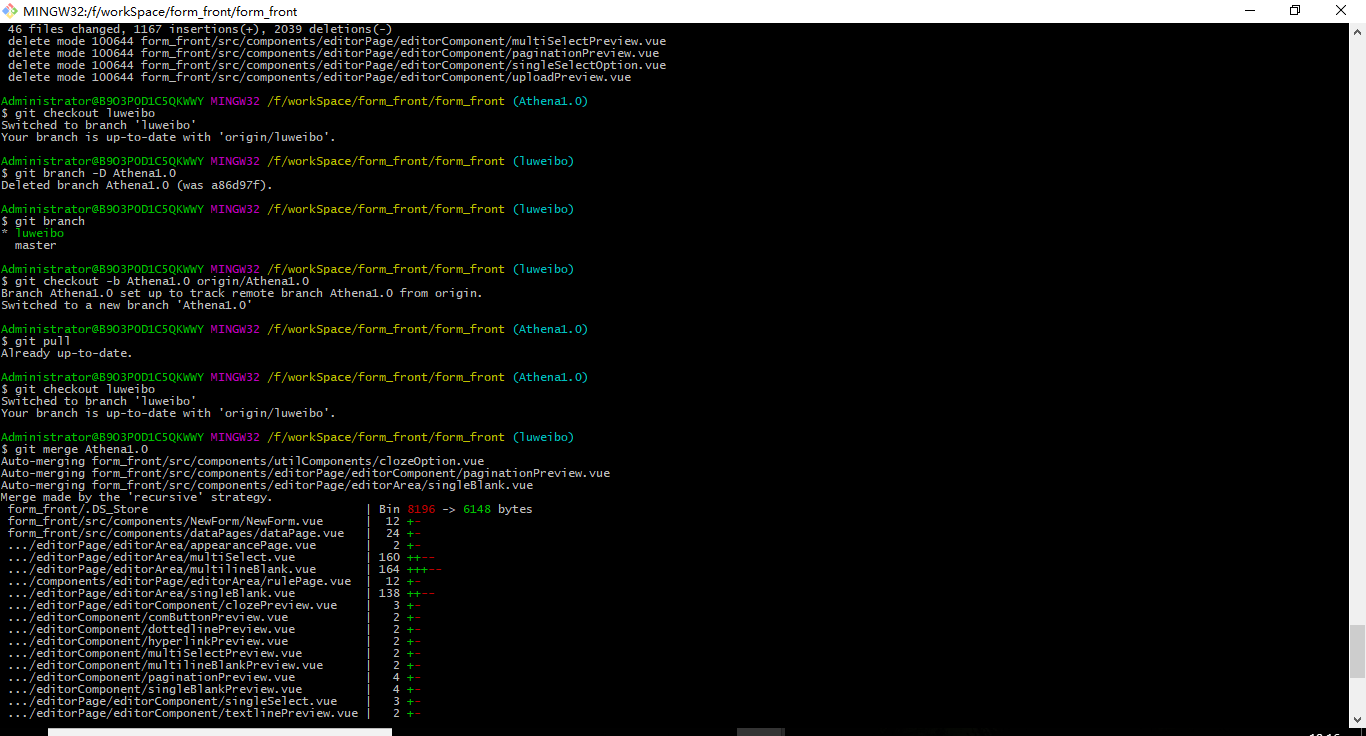 MINGW32:/f/workSpace/form_front/form_front
46 files changed, 1167 insertions(+), 2039 deletions(-)
delete mode 100644 form_front/src/components/editorPage/editorComponent/multiSelectPreview.vue
delete mode 100644 form_front/src/components/editorPage/editorComponent/paginationPreview.vue
delete mode 100644 form_front/src/components/editorPage/editorComponent/singleSelectOption.vue
delete mode 100644 form_front/src/components/editorPage/editorComponent/uploadPreview.vue
Administrator@B9O3POD1C5QKWWY MINGW32 /f/workSpace/form_front/form_front (Athena1.0)
$ git checkout luweibo
Switched to branch 'luweibo'
Your branch is up-to-date with 'origin/luweibo'.
Administrator@B9O3POD1C5QKWWY MINGW32 /f/workSpace/form_front/form_front (luweibo)
$ git branch -D Athena1.0
Deleted branch Athena1.0 (was a86d97f).
Administrator@B9O3POD1C5QKWWY MINGW32 /f/workSpace/form_front/form_front (luweibo)
$ git branch
* luweibo
master
Administrator@B9O3POD1C5QKWWY MINGW32 /f/workSpace/form_front/form_front (luweibo)
$ git checkout -b Athena1.0 origin/Athena1.0
Branch Athena1.0 set up to track remote branch Athena1.0 from origin.
Switched to a new branch 'Athena1.0'
Administrator@B9O3POD1C5QKWWY MINGW32 /f/workSpace/form_front/form_front (Athena1.0)
$ git pull
Already up-to-date.
Administrator@B9O3POD1C5QKWWY MINGW32 /f/workSpace/form_front/form_front (Athena1.0)
$ git checkout luweibo
Switched to branch 'luweibo'
Your branch is up-to-date with 'origin/luweibo'.
Administrator@B9O3POD1C5QKWWY MINGW32 /f/workSpace/form_front/form_front (luweibo)
$ git merge Athena1.0
Auto-merging form_front/src/components/utilComponents/clozeOption.vue
Auto-merging form_front/src/components/editorPage/editorComponent/paginationPreview.vue
Auto-merging form_front/src/components/editorPage/editorArea/singleBlank.vue
Merge made by the 'recursive' strategy.
form_front/.DS_Store | Bin 8196 -> 6148 bytes
form_front/src/components/NewForm/NewForm.vue | 12 +-
form_front/src/components/dataPages/dataPage.vue | 24 +-
.../editorPage/editorArea/appearancePage.vue | 2 +-
.../editorPage/editorArea/multiSelect.vue | 160 ++--
.../editorPage/editorArea/multilineBlank.vue | 164 +++--
.../components/editorPage/editorArea/rulePage.vue | 12 +-
.../editorPage/editorArea/singleBlank.vue | 138 ++--
.../editorPage/editorComponent/clozePreview.vue | 3 +-
.../editorComponent/comButtonPreview.vue | 2 +-
.../editorComponent/dottedlinePreview.vue | 2 +-
.../editorComponent/hyperlinkPreview.vue | 2 +-
.../editorComponent/multiSelectPreview.vue | 2 +-
.../editorComponent/multilineBlankPreview.vue | 2 +-
.../editorComponent/paginationPreview.vue | 4 +-
.../editorComponent/singleBlankPreview.vue | 4 +-
.../editorPage/editorComponent/singleSelect.vue | 3 +-
.../editorPage/editorComponent/textlinePreview.vue | 2 +-